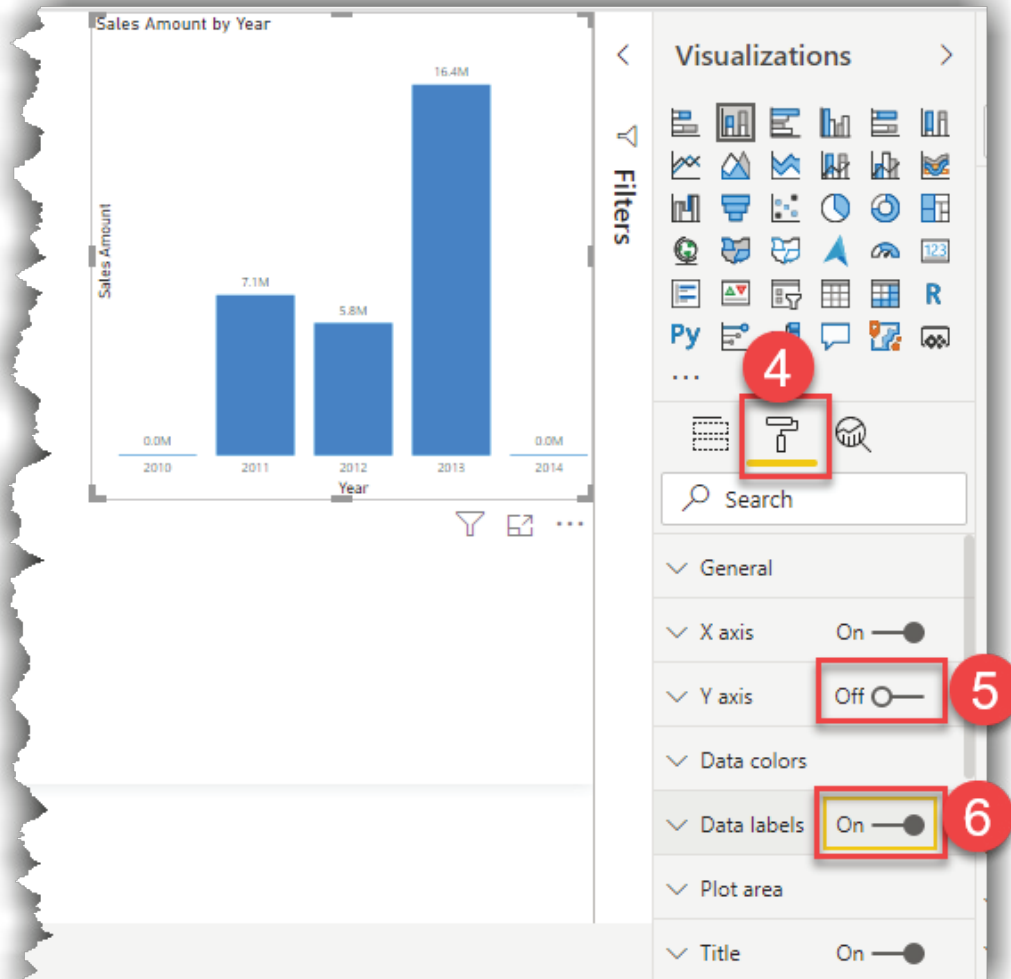 Sales Amount by Year
16.4M
7.1M
5.8M
0.0M
0.0M
2010 2011 2012 2013 2014
Year
Sales Amount
Filters
Visualizations
123
R
Py
...
4
Search
General
X axis On
Y axis Off
5
Data colors
Data labels On
6
Plot area
Title On